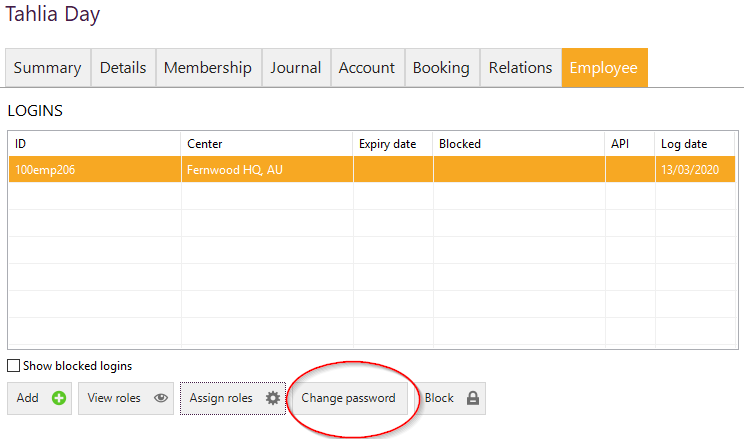 Tahlia Day
Summary Details Membership Journal Account Booking Relations Employee
LOGINS
ID Center Expiry date Blocked API Log date
100emp206 Fernwood HQ, AU 13/03/2020
Show blocked logins
Add View roles Assign roles Change password Block